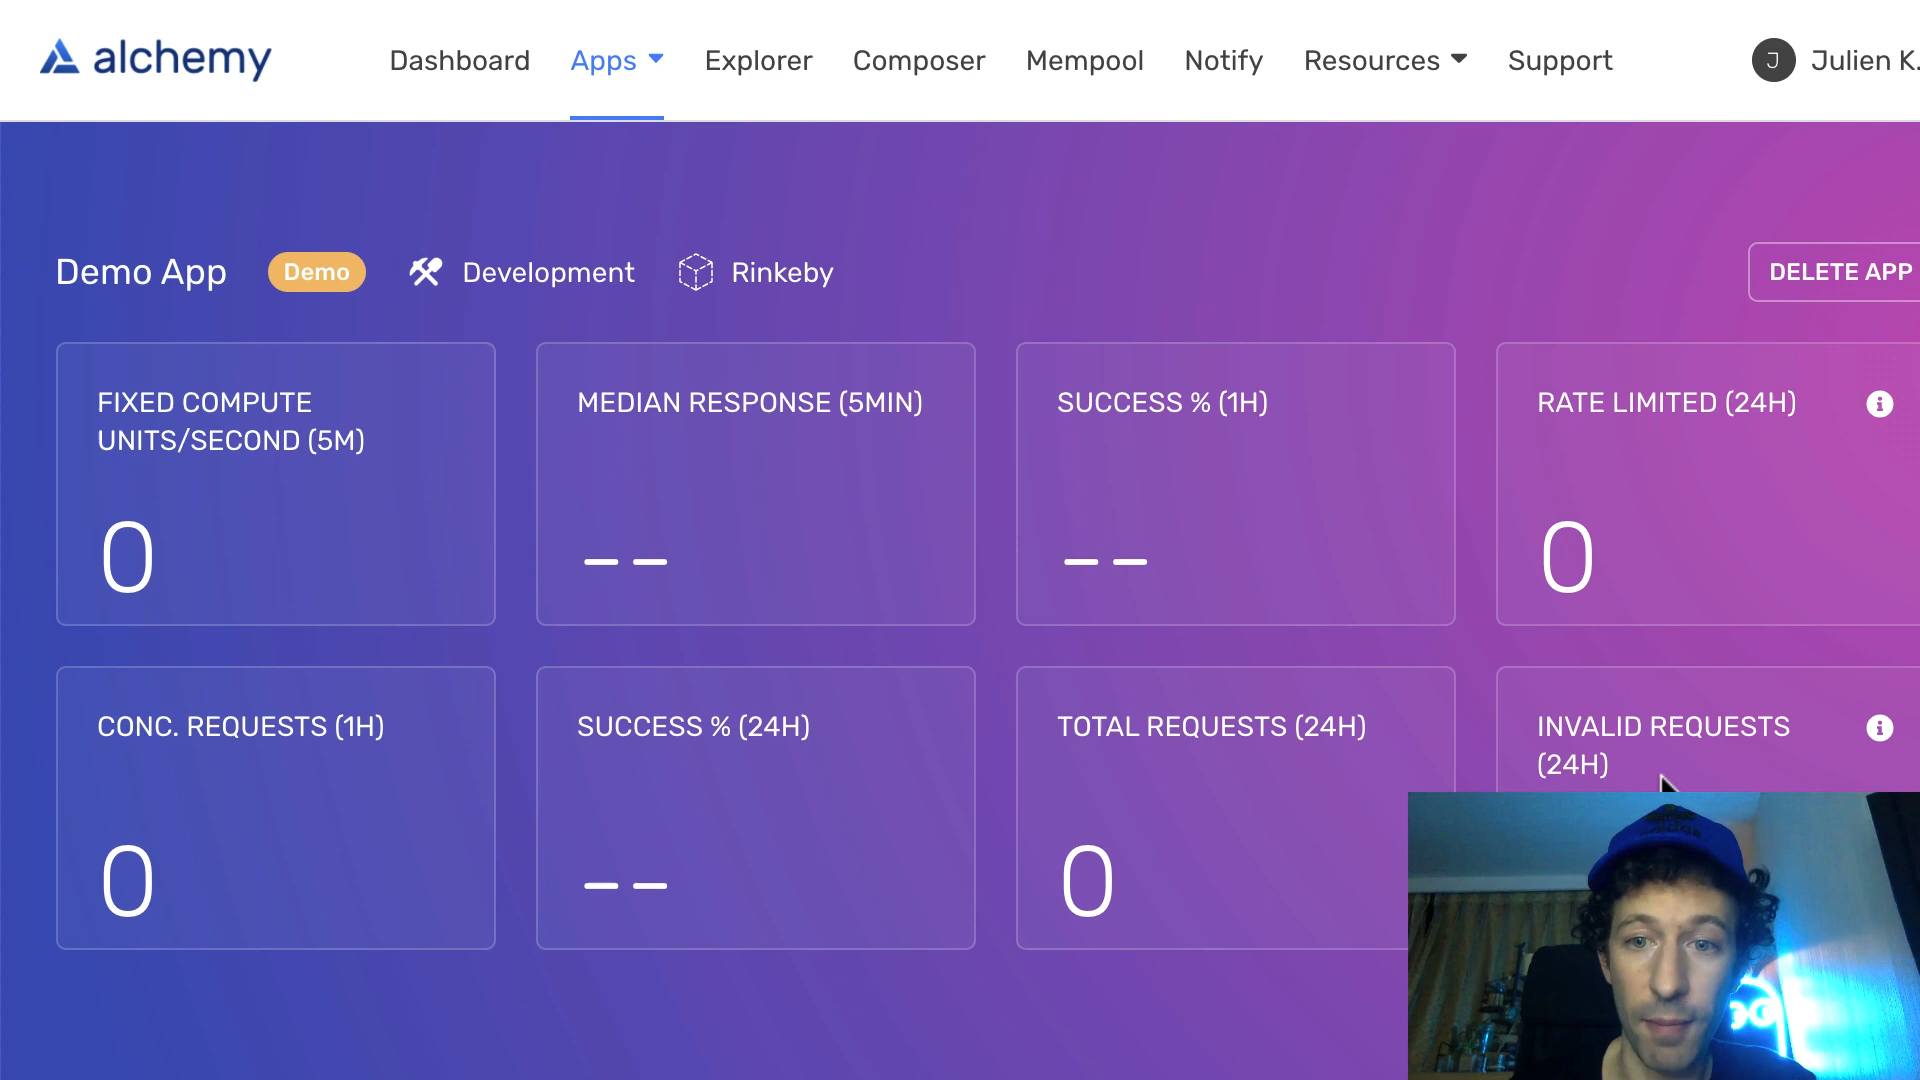 alchemy
Dashboard Apps Explorer Composer Mempool Notify Resources Support J Julien K.
Demo App Demo Development Rinkeby DELETE APP
FIXED COMPUTE
UNITS/SECOND (5M)
0
MEDIAN RESPONSE (5MIN)
– –
SUCCESS % (1H)
– –
RATE LIMITED (24H)
0
CONC. REQUESTS (1H)
0
SUCCESS % (24H)
– –
TOTAL REQUESTS (24H)
0
INVALID REQUESTS
(24H)